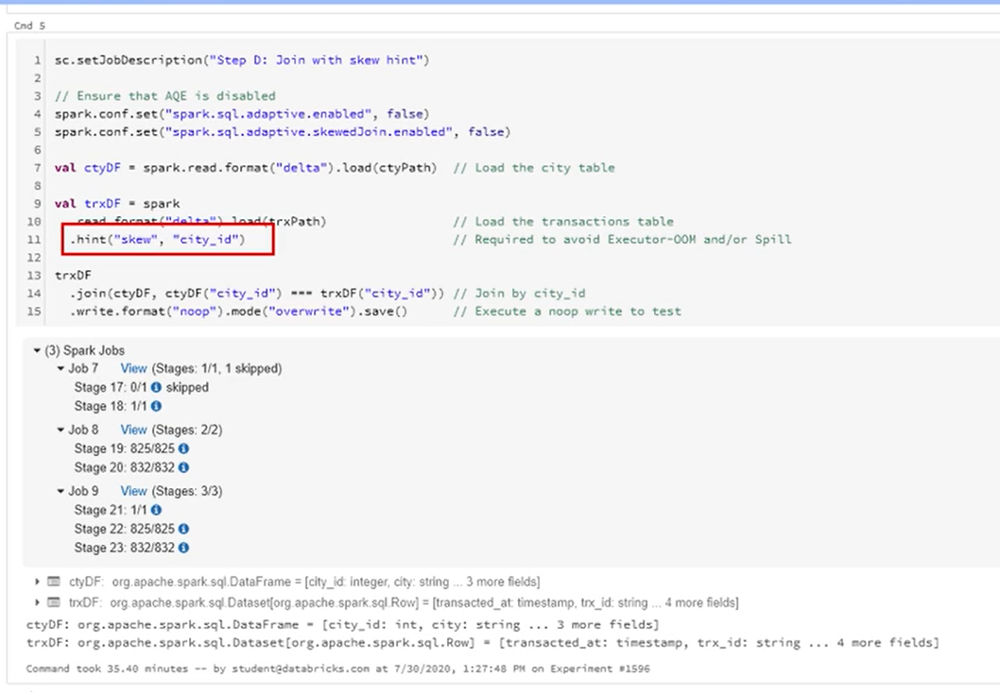 Cmd 5
1 sc.setJobDescription("Step D: Join with skew hint")
2
3 // Ensure that AQE is disabled
4 spark.conf.set("spark.sql.adaptive.enabled", false)
5 spark.conf.set("spark.sql.adaptive.skewedJoin.enabled", false)
6
7 val ctyDF = spark.read.format("delta").load(ctyPath) // Load the city table
8
9 val trxDF = spark
10 .read.format("delta").load(trxPath) // Load the transactions table
11 .hint("skew", "city_id") // Required to avoid Executor-OOM and/or Spill
12
13 trxDF
14 .join(ctyDF, ctyDF("city_id") === trxDF("city_id")) // Join by city_id
15 .write.format("noop").mode("overwrite").save() // Execute a noop write to test
(3) Spark Jobs
Job 7 View (Stages: 1/1, 1 skipped)
Stage 17: 0/1 skipped
Stage 18: 1/1
Job 8 View (Stages: 2/2)
Stage 19: 825/825
Stage 20: 832/832
Job 9 View (Stages: 3/3)
Stage 21: 1/1
Stage 22: 825/825
Stage 23: 832/832
ctyDF: org.apache.spark.sql.DataFrame = [city_id: integer, city: string ... 3 more fields]
trxDF: org.apache.spark.sql.Dataset[org.apache.spark.sql.Row] = [transacted_at: timestamp, trx_id: string ... 4 more fields]
ctyDF: org.apache.spark.sql.DataFrame = [city_id: int, city: string ... 3 more fields]
trxDF: org.apache.spark.sql.Dataset[org.apache.spark.sql.Row] = [transacted_at: timestamp, trx_id: string ... 4 more fields]
Command took 35.40 minutes -- by student@databricks.com at 7/30/2020, 1:27:48 PM on Experiment #1596